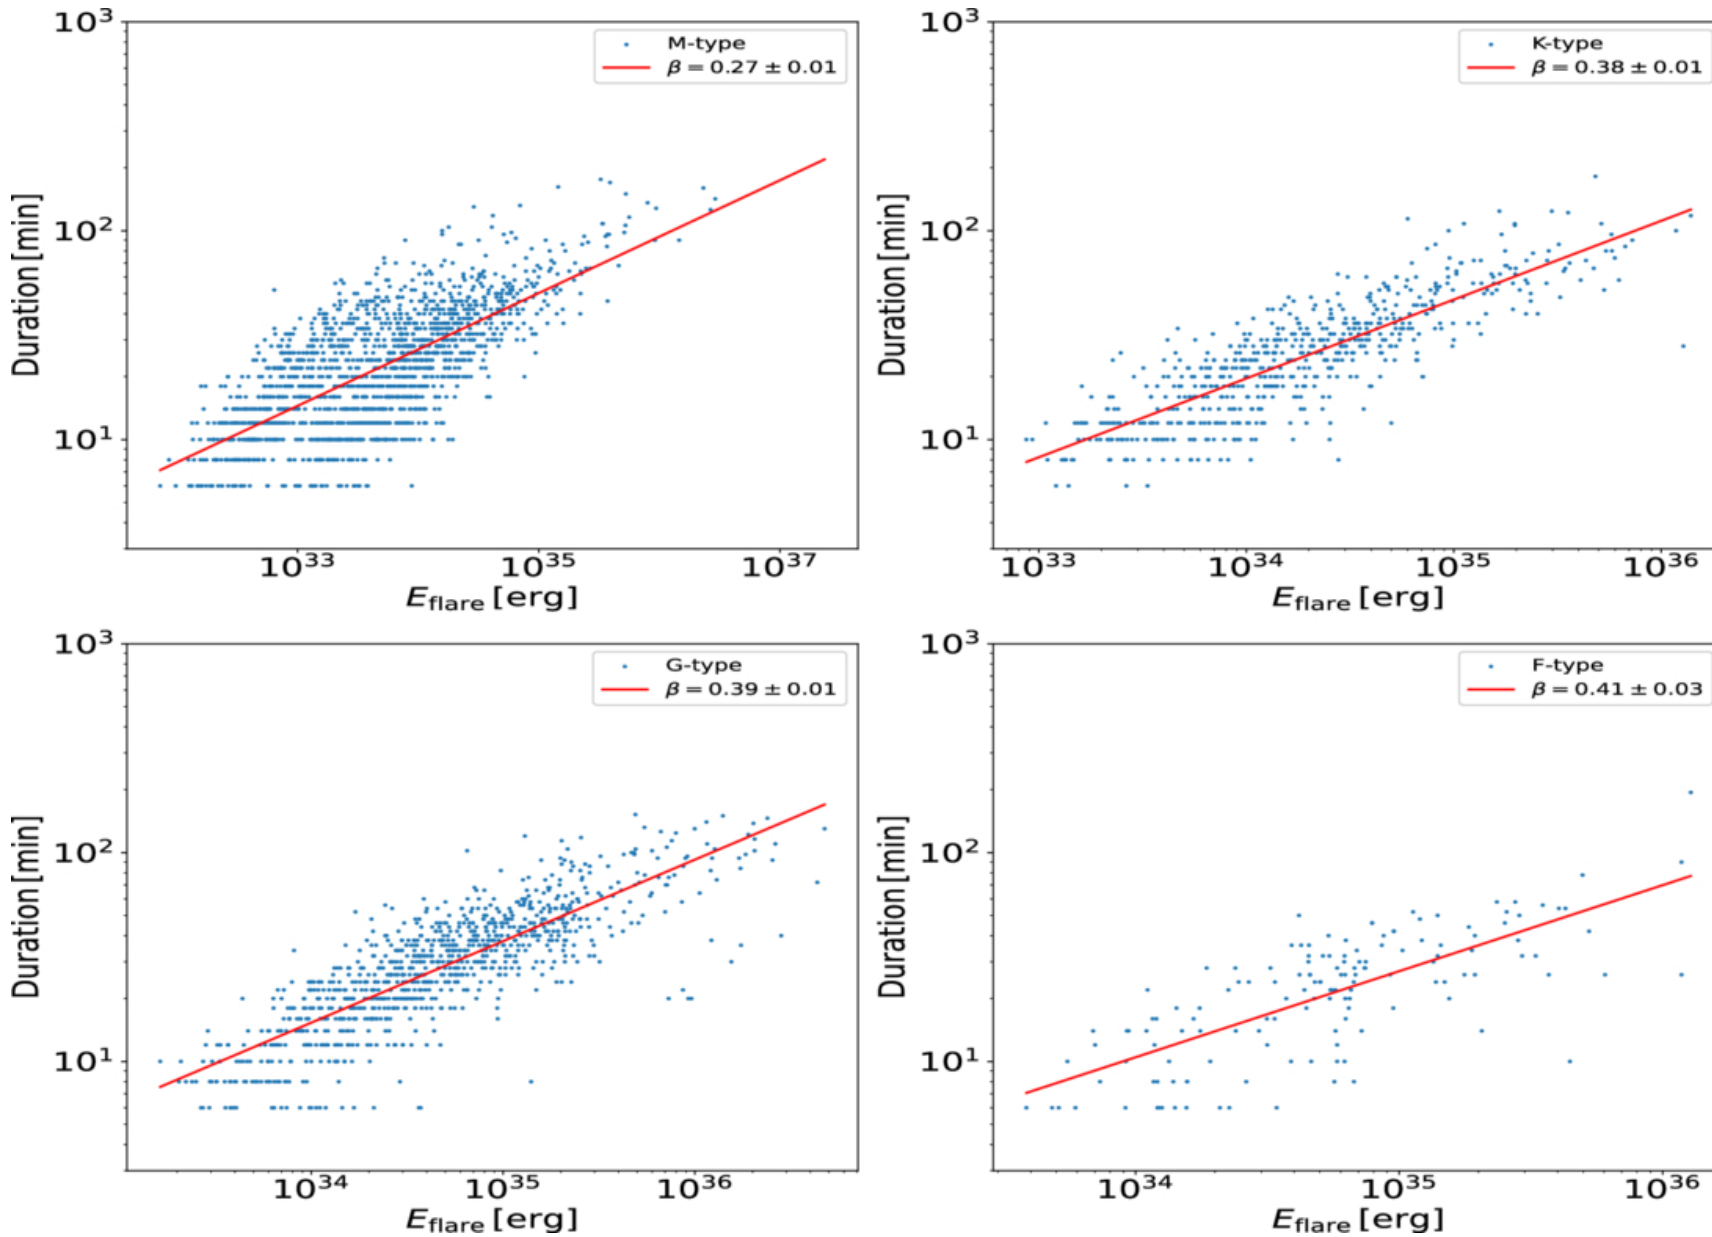 M-type
β = 0.27 ± 0.01
10³
10²
10¹
Duration [min]
10³³ 10³⁵ 10³⁷
E_flare [erg]
K-type
β = 0.38 ± 0.01
10³
10²
10¹
Duration [min]
10³³ 10³⁴ 10³⁵ 10³⁶
E_flare [erg]
G-type
β = 0.39 ± 0.01
10³
10²
10¹
Duration [min]
10³⁴ 10³⁵ 10³⁶
E_flare [erg]
F-type
β = 0.41 ± 0.03
10³
10²
10¹
Duration [min]
10³⁴ 10³⁵ 10³⁶
E_flare [erg]